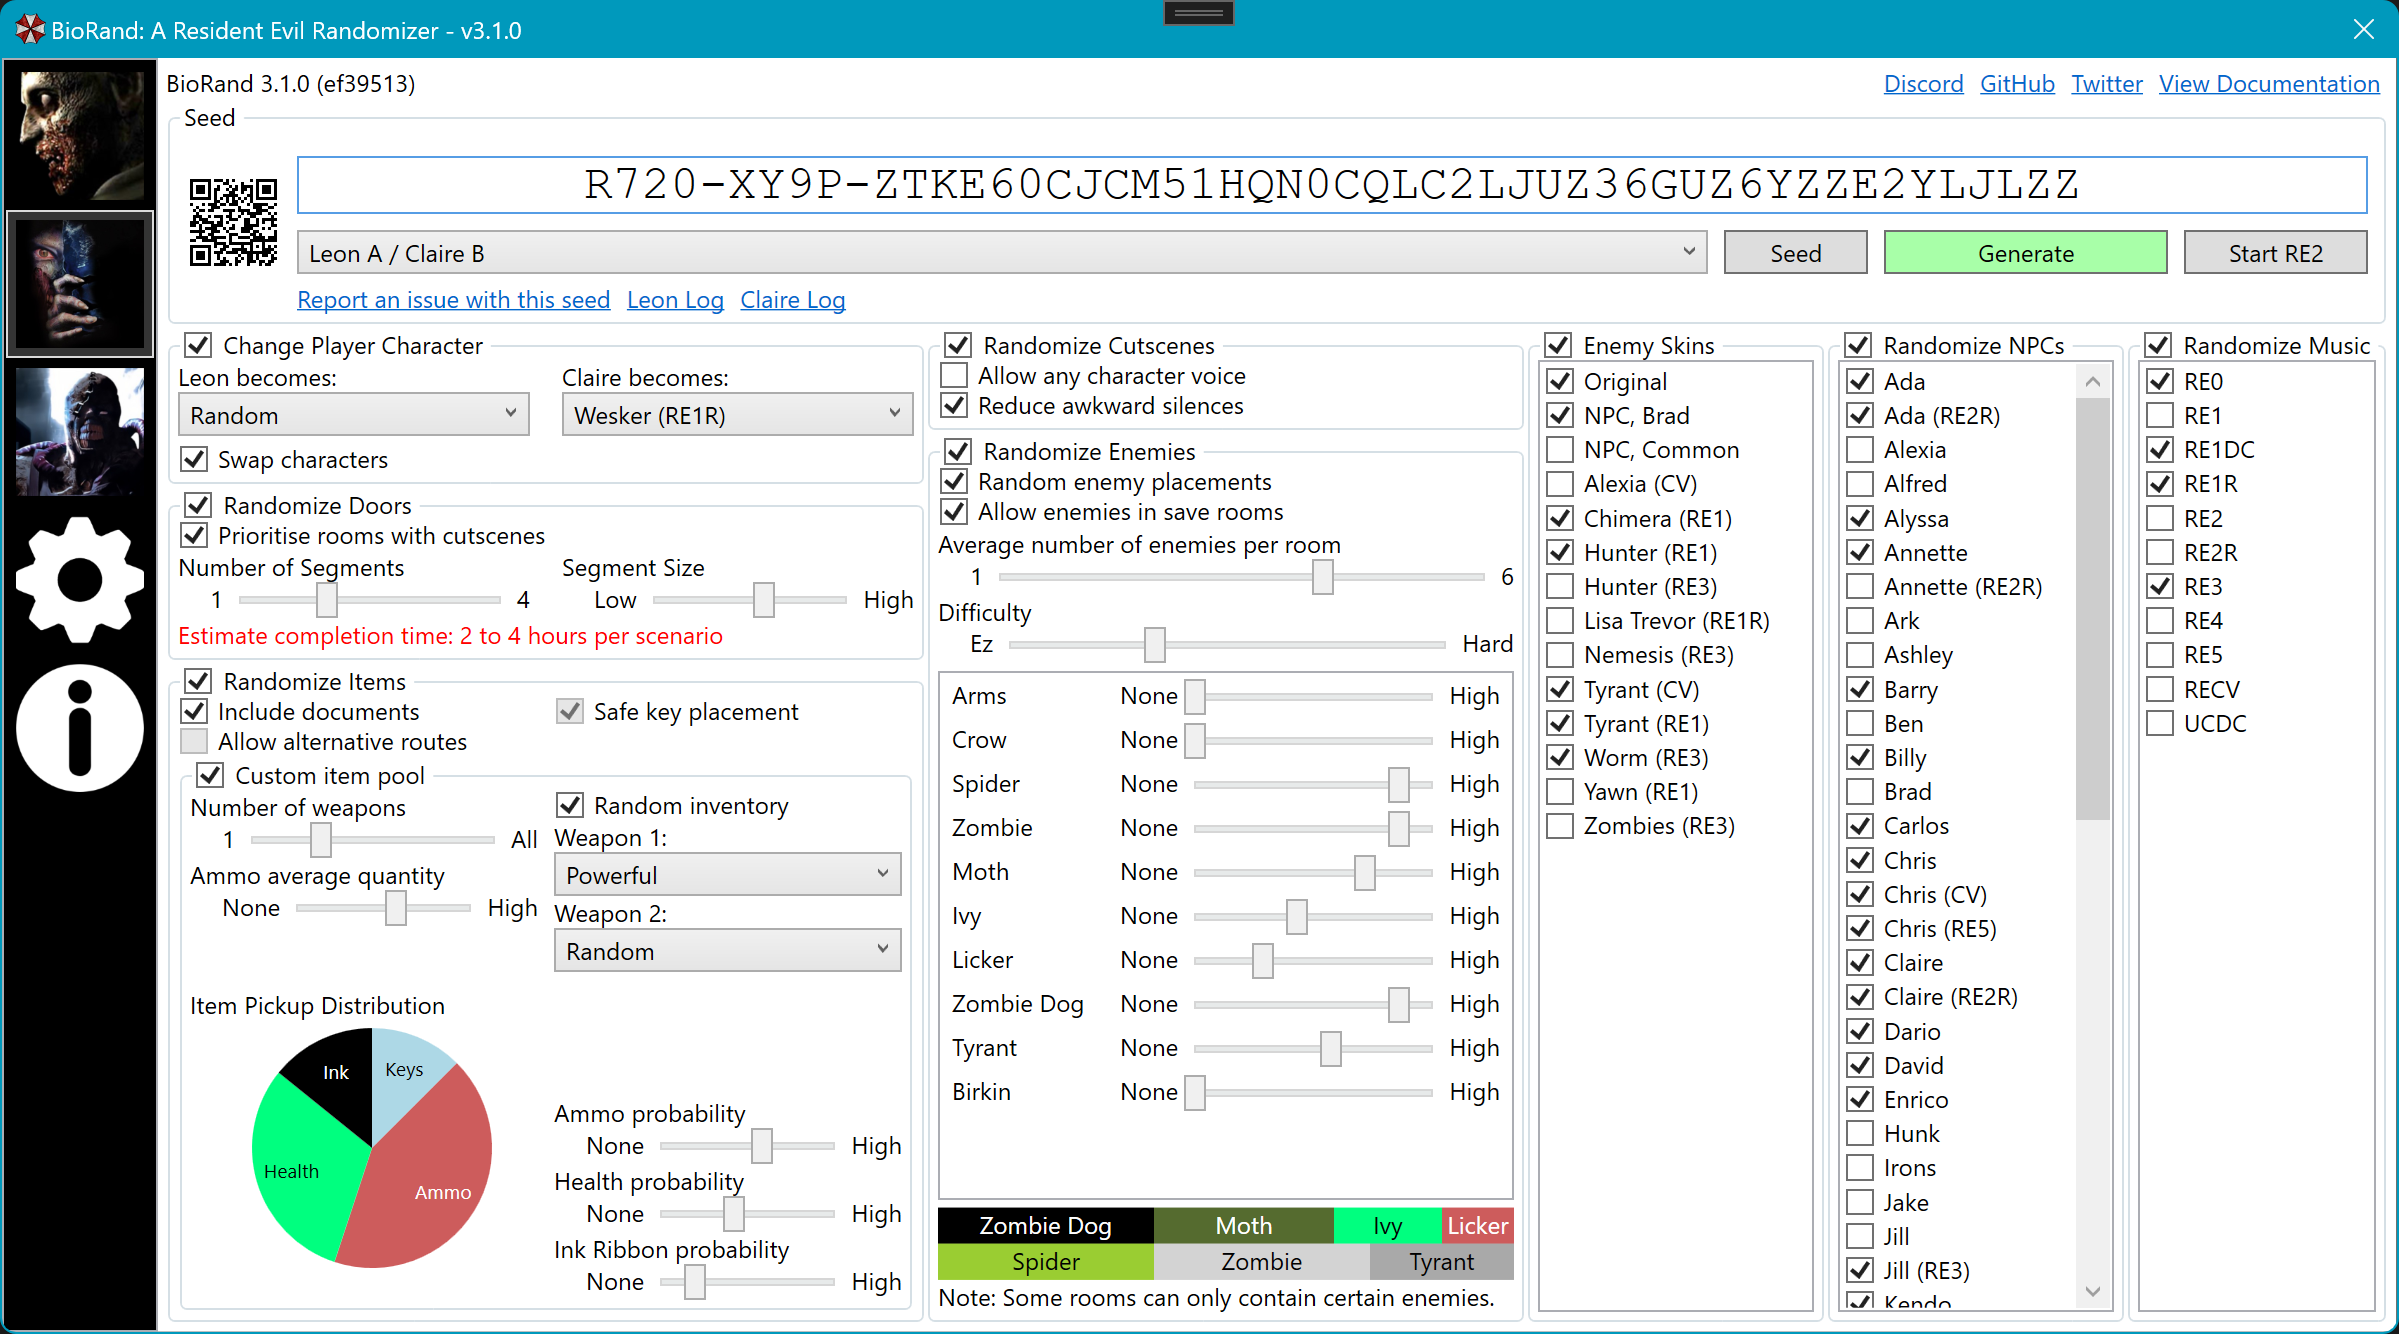 BioRand: A Resident Evil Randomizer - v3.1.0
BioRand 3.1.0 (ef39513)
Discord GitHub Twitter View Documentation
Seed
R720-XY9P-ZTKE60CJCM51HQN0CQLC2LJUZ36GUZ6YZZE2YLJLZZ
Leon A / Claire B
Seed
Generate
Start RE2
Report an issue with this seed Leon Log Claire Log
Change Player Character
Leon becomes:
Claire becomes:
Random
Wesker (RE1R)
Swap characters
Randomize Doors
Prioritise rooms with cutscenes
Number of Segments
Segment Size
1 4
Low High
Estimate completion time: 2 to 4 hours per scenario
Randomize Items
Include documents
Safe key placement
Allow alternative routes
Custom item pool
Number of weapons
1 All
Ammo average quantity
None High
Random inventory
Weapon 1:
Powerful
Weapon 2:
Random
Item Pickup Distribution
Ink
Keys
Health
Ammo
Ammo probability
None High
Health probability
None High
Ink Ribbon probability
None High
Randomize Cutscenes
Allow any character voice
Reduce awkward silences
Randomize Enemies
Random enemy placements
Allow enemies in save rooms
Average number of enemies per room
1 6
Difficulty
Ez Hard
Arms None High
Crow None High
Spider None High
Zombie None High
Moth None High
Ivy None High
Licker None High
Zombie Dog None High
Tyrant None High
Birkin None High
Zombie Dog Moth Ivy Licker
Spider Zombie Tyrant
Note: Some rooms can only contain certain enemies.
Enemy Skins
Original
NPC, Brad
NPC, Common
Alexia (CV)
Chimera (RE1)
Hunter (RE1)
Hunter (RE3)
Lisa Trevor (RE1R)
Nemesis (RE3)
Tyrant (CV)
Tyrant (RE1)
Worm (RE3)
Yawn (RE1)
Zombies (RE3)
Randomize NPCs
Ada
Ada (RE2R)
Alexia
Alfred
Alyssa
Annette
Annette (RE2R)
Ark
Ashley
Barry
Ben
Billy
Brad
Carlos
Chris
Chris (CV)
Chris (RE5)
Claire
Claire (RE2R)
Dario
David
Enrico
Hunk
Irons
Jake
Jill
Jill (RE3)
Kendo
Randomize Music
RE0
RE1
RE1DC
RE1R
RE2
RE2R
RE3
RE4
RE5
RECV
UCDC